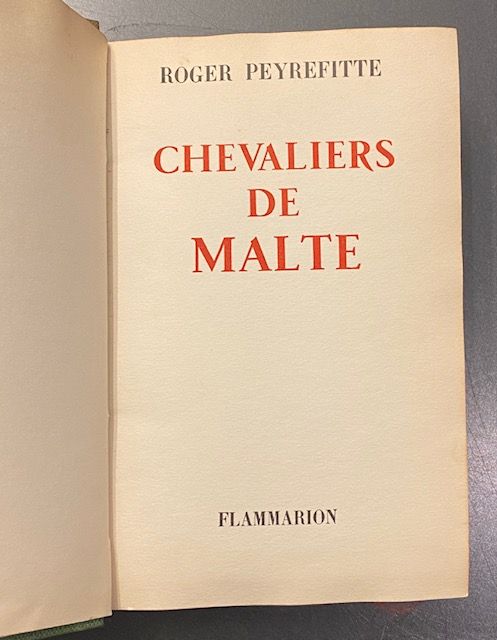 ROGER PEYREFITTE
CHEVALIERS
DE
MALTE
FLAMMARION